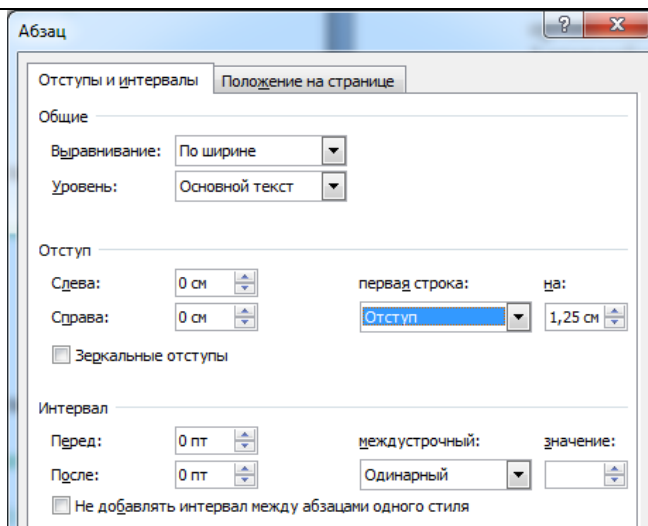 Абзац
Отступы и интервалы Положение на странице
Общие
Выравнивание: По ширине
Уровень: Основной текст
Отступ
Слева: 0 см первая строка: на:
Справа: 0 см Отступ 1,25 см
Зеркальные отступы
Интервал
Перед: 0 пт междустрочный: значение:
После: 0 пт Одинарный
Не добавлять интервал между абзацами одного стиля